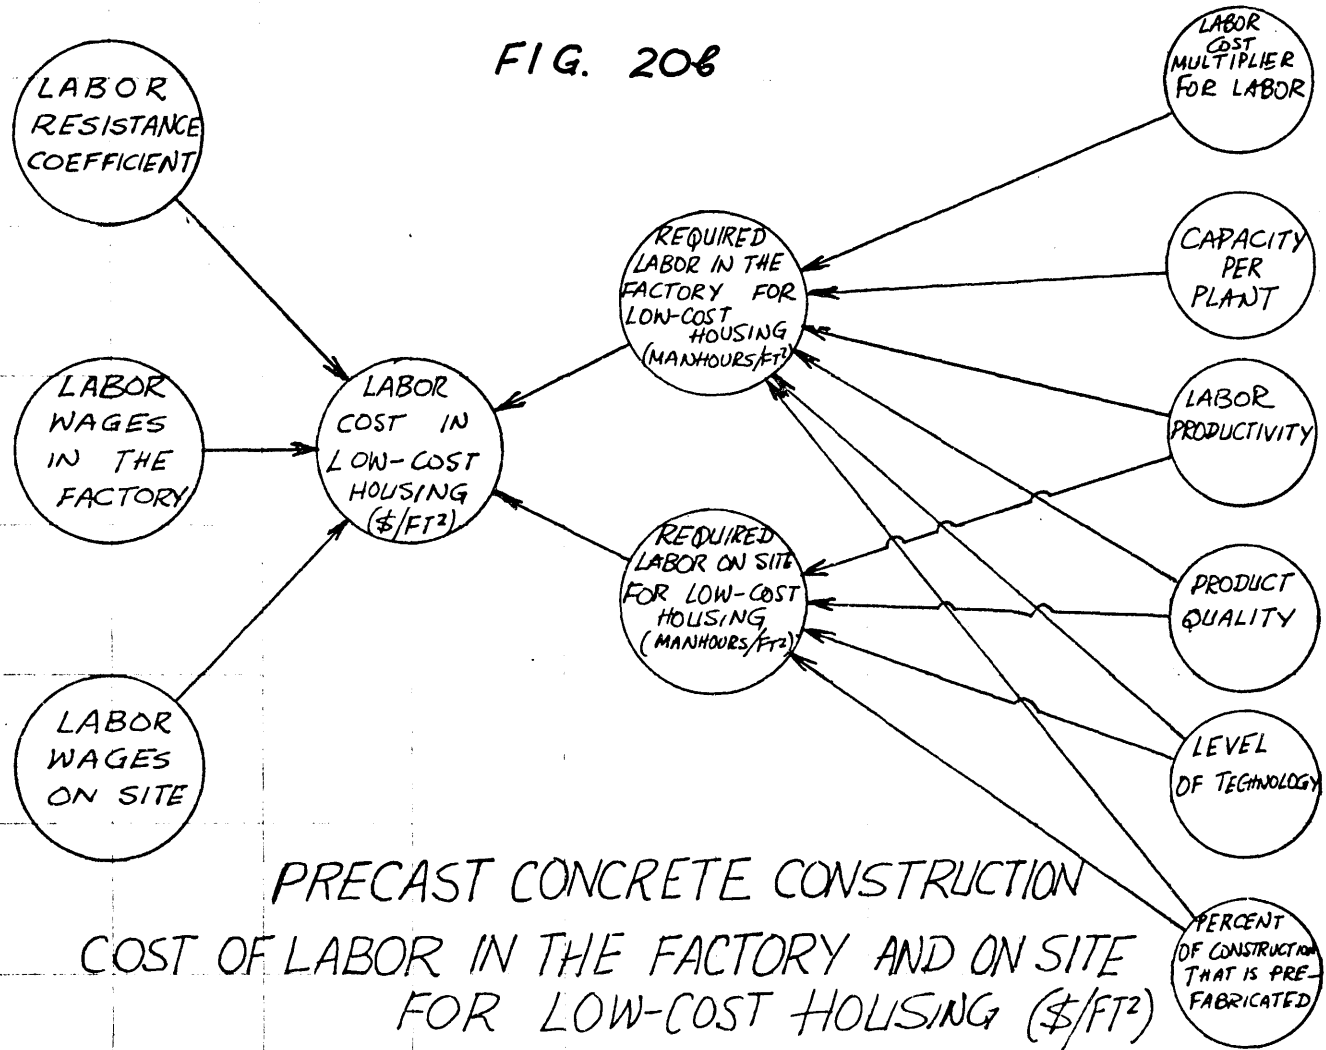 FIG. 20b
LABOR
RESISTANCE
COEFFICIENT
LABOR
WAGES
IN THE
FACTORY
LABOR
WAGES
ON SITE
LABOR
COST IN
LOW-COST
HOUSING
($/FT²)
REQUIRED
LABOR IN THE
FACTORY FOR
LOW-COST
HOUSING
(MANHOURS/FT²)
REQUIRED
LABOR ON SITE
FOR LOW-COST
HOUSING
(MANHOURS/FT²)
LABOR
COST
MULTIPLIER
FOR LABOR
CAPACITY
PER
PLANT
LABOR
PRODUCTIVITY
PRODUCT
QUALITY
LEVEL
OF TECHNOLOGY
PERCENT
OF CONSTRUCTION
THAT IS PRE-
FABRICATED
PRECAST CONCRETE CONSTRUCTION
COST OF LABOR IN THE FACTORY AND ON SITE
FOR LOW-COST HOUSING ($/FT²)